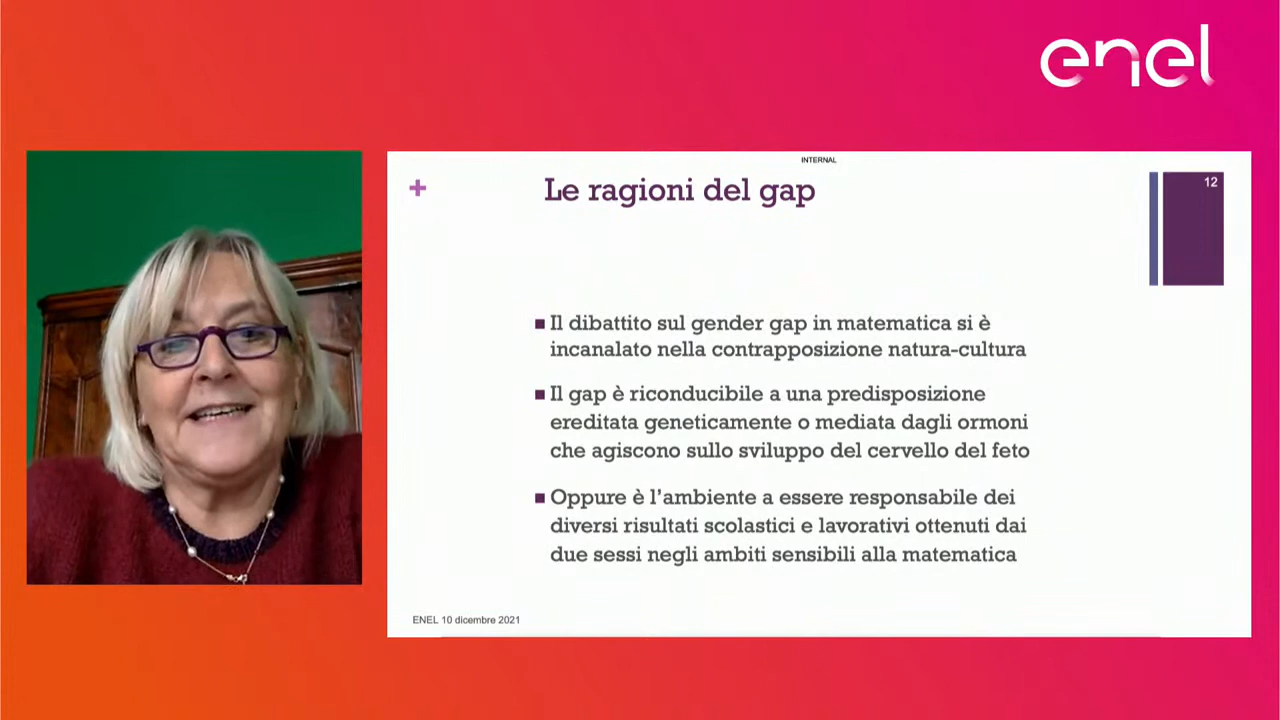 enel
INTERNAL
+ Le ragioni del gap
12
Il dibattito sul gender gap in matematica si è
incanalato nella contrapposizione natura-cultura
Il gap è riconducibile a una predisposizione
ereditata geneticamente o mediata dagli ormoni
che agiscono sullo sviluppo del cervello del feto
Oppure è l’ambiente a essere responsabile dei
diversi risultati scolastici e lavorativi ottenuti dai
due sessi negli ambiti sensibili alla matematica
ENEL 10 dicembre 2021